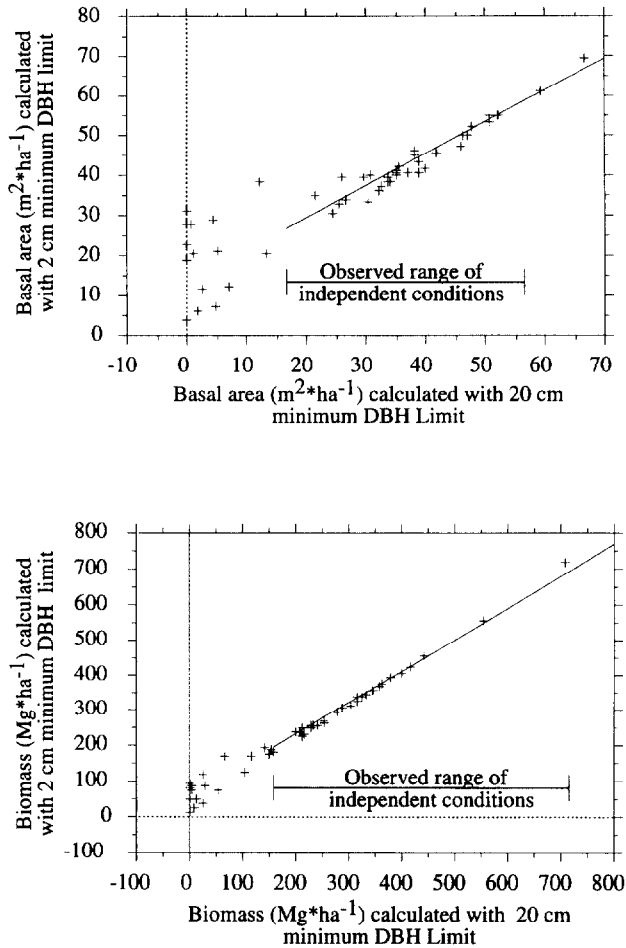 80
70
60
50
40
30
20
10
0
Basal area (m2*ha-1) calculated
with 2 cm minimum DBH limit
Observed range of
independent conditions
-10 0 10 20 30 40 50 60 70
Basal area (m2*ha-1) calculated with 20 cm
minimum DBH Limit
800
700
600
500
400
300
200
100
0
-100
Biomass (Mg*ha-1) calculated
with 2 cm minimum DBH limit
Observed range of
independent conditions
-100 0 100 200 300 400 500 600 700 800
Biomass (Mg*ha-1) calculated with 20 cm
minimum DBH Limit